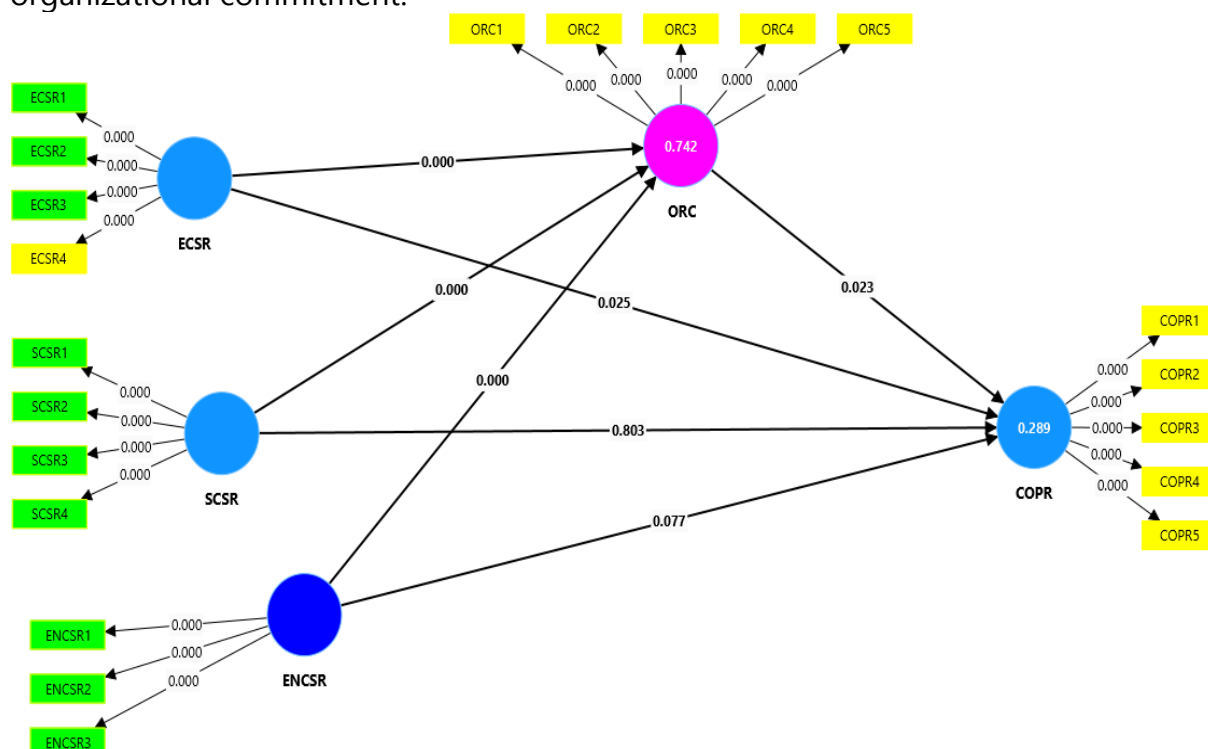 organizational commitment.
ORC1 ORC2 ORC3 ORC4 ORC5
0.000 0.000 0.000 0.000 0.000
0.742
ORC
ECSR1
ECSR2
ECSR3
ECSR4
0.000
0.000
0.000
0.000
ECSR
0.000
0.000
0.025
0.023
0.000
0.803
0.077
SCSR1
SCSR2
SCSR3
SCSR4
0.000
0.000
0.000
0.000
SCSR
COPR1
COPR2
COPR3
COPR4
COPR5
0.000
0.000
0.000
0.000
0.000
0.289
COPR
ENCSR1
ENCSR2
ENCSR3
0.000
0.000
0.000
ENCSR